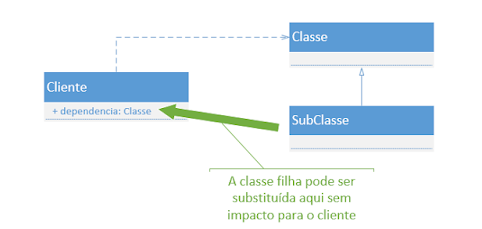 Classe
Cliente
+ dependencia: Classe
SubClasse
A classe filha pode ser
substituída aqui sem
impacto para o cliente